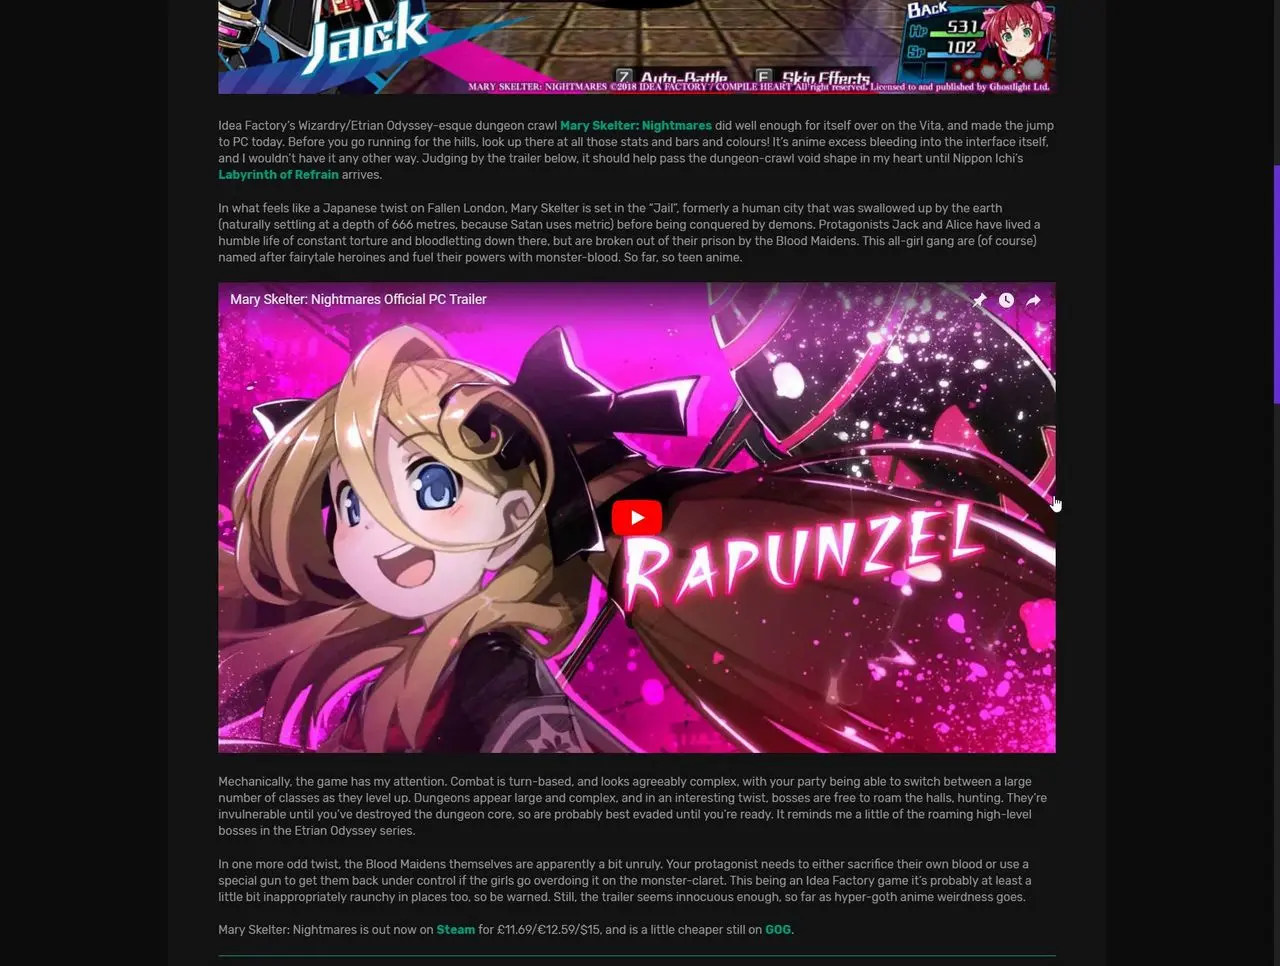 Jack
BACK
HP 531
SP 102
Z Auto-Battle E Skip Effects
MARY SKELTER: NIGHTMARES ©2018 IDEA FACTORY / COMPILE HEART All right reserved. Licensed to and published by Ghostlight Ltd.
Idea Factory’s Wizardry/Etrian Odyssey-esque dungeon crawl Mary Skelter: Nightmares did well enough for itself over on the Vita, and made the jump
to PC today. Before you go running for the hills, look up there at all those stats and bars and colours! It’s anime excess bleeding into the interface itself,
and I wouldn’t have it any other way. Judging by the trailer below, it should help pass the dungeon-crawl void shape in my heart until Nippon Ichi’s
Labyrinth of Refrain arrives.
In what feels like a Japanese twist on Fallen London, Mary Skelter is set in the “Jail”, formerly a human city that was swallowed up by the earth
(naturally settling at a depth of 666 metres, because Satan uses metric) before being conquered by demons. Protagonists Jack and Alice have lived a
humble life of constant torture and bloodletting down there, but are broken out of their prison by the Blood Maidens. This all-girl gang are (of course)
named after fairytale heroines and fuel their powers with monster-blood. So far, so teen anime.
Mary Skelter: Nightmares Official PC Trailer
RAPUNZEL
Mechanically, the game has my attention. Combat is turn-based, and looks agreeably complex, with your party being able to switch between a large
number of classes as they level up. Dungeons appear large and complex, and in an interesting twist, bosses are free to roam the halls, hunting. They’re
invulnerable until you’ve destroyed the dungeon core, so are probably best evaded until you’re ready. It reminds me a little of the roaming high-level
bosses in the Etrian Odyssey series.
In one more odd twist, the Blood Maidens themselves are apparently a bit unruly. Your protagonist needs to either sacrifice their own blood or use a
special gun to get them back under control if the girls go overdoing it on the monster-claret. This being an Idea Factory game it’s probably at least a
little bit inappropriately raunchy in places too, so be warned. Still, the trailer seems innocuous enough, so far as hyper-goth anime weirdness goes.
Mary Skelter: Nightmares is out now on Steam for £11.69/€12.59/$15, and is a little cheaper still on GOG.